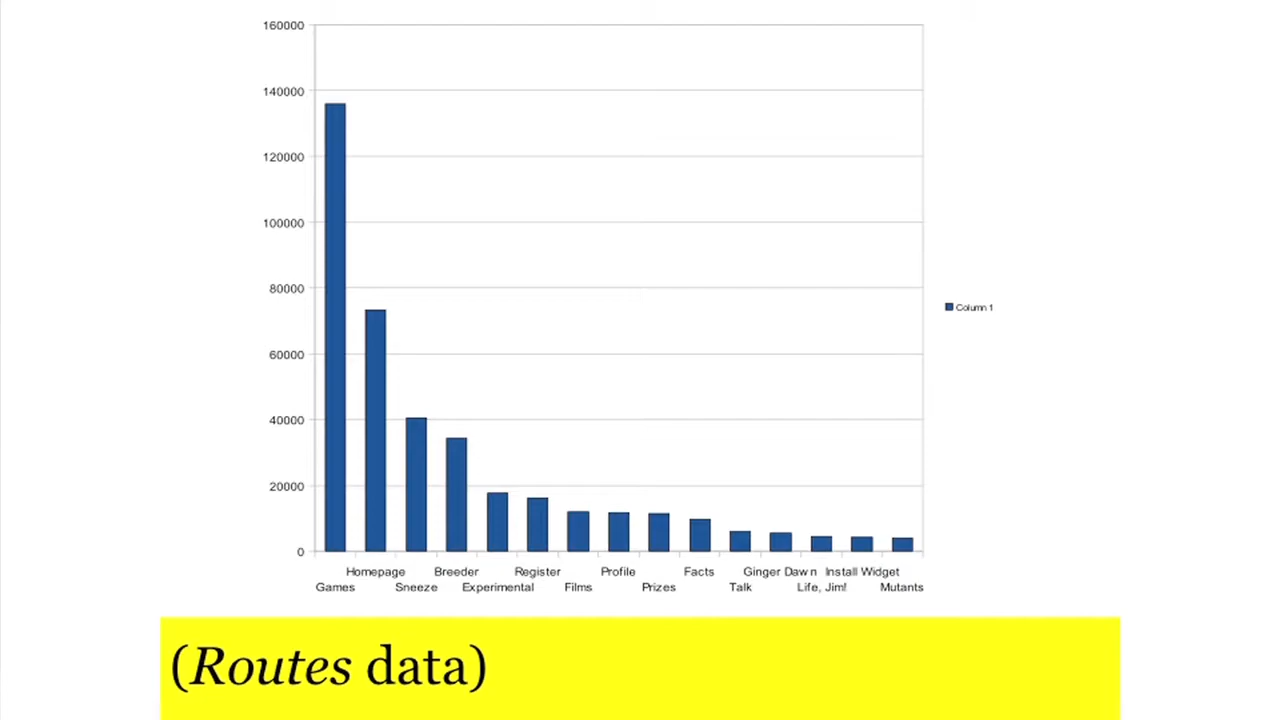 160000
140000
120000
100000
80000
60000
40000
20000
0
Column 1
Homepage Breeder Register Profile Facts Ginger Dawn Install Widget
Games Sneeze Experimental Films Prizes Talk Life, Jim! Mutants
(Routes data)